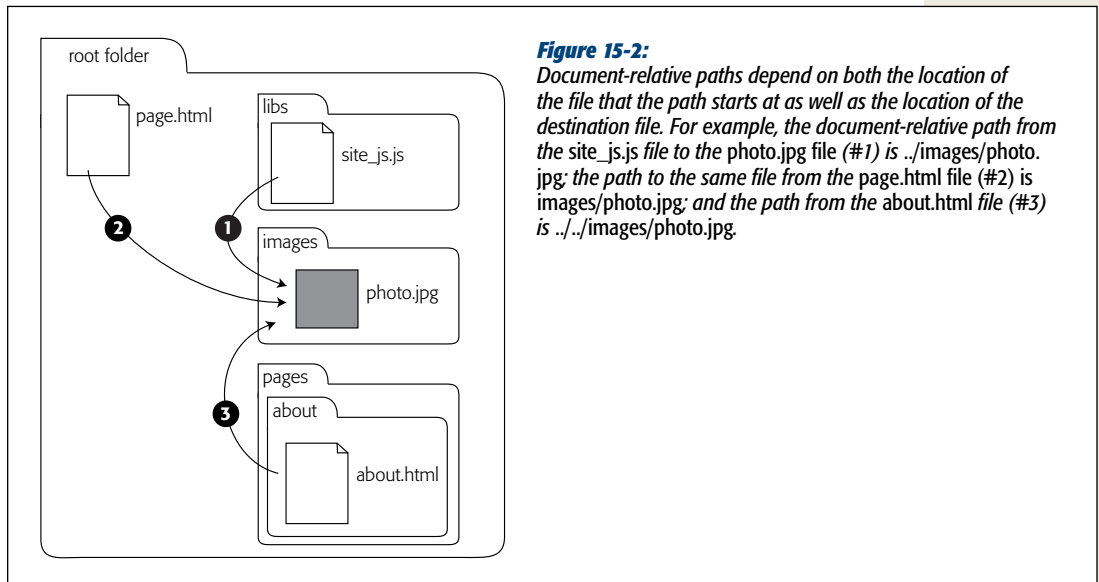 root folder
page.html
libs
site_js.js
2
1
images
photo.jpg
pages
3
about
about.html
Figure 15-2:
Document-relative paths depend on both the location of
the file that the path starts at as well as the location of the
destination file. For example, the document-relative path from
the site_js.js file to the photo.jpg file (#1) is ../images/photo.
jpg; the path to the same file from the page.html file (#2) is
images/photo.jpg; and the path from the about.html file (#3)
is ../../images/photo.jpg.